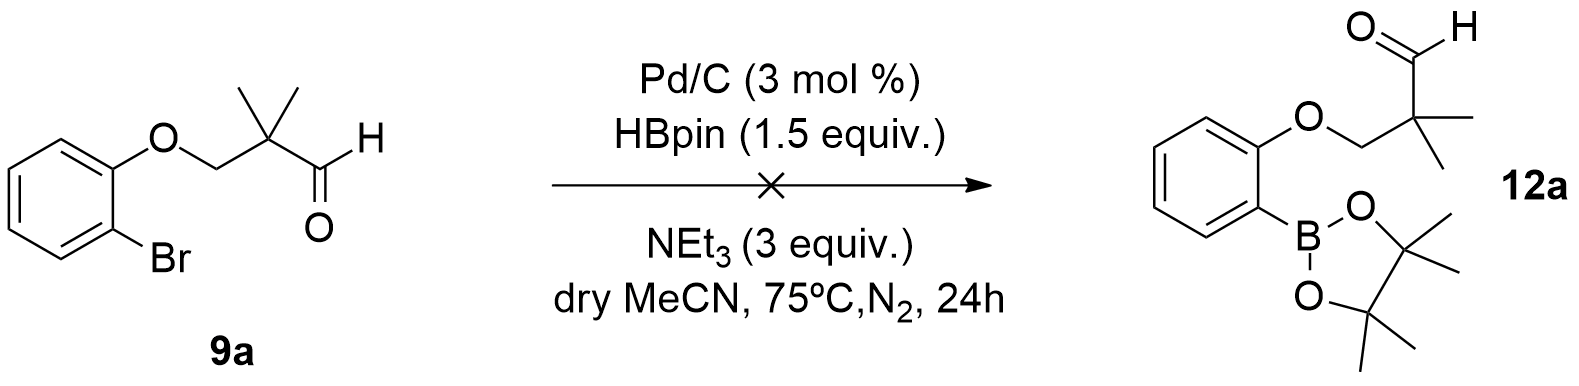 O
H
Br
O
9a
Pd/C (3 mol %)
HBpin (1.5 equiv.)
NEt3 (3 equiv.)
dry MeCN, 75ºC,N2, 24h
O
H
O
B
O
O
12a